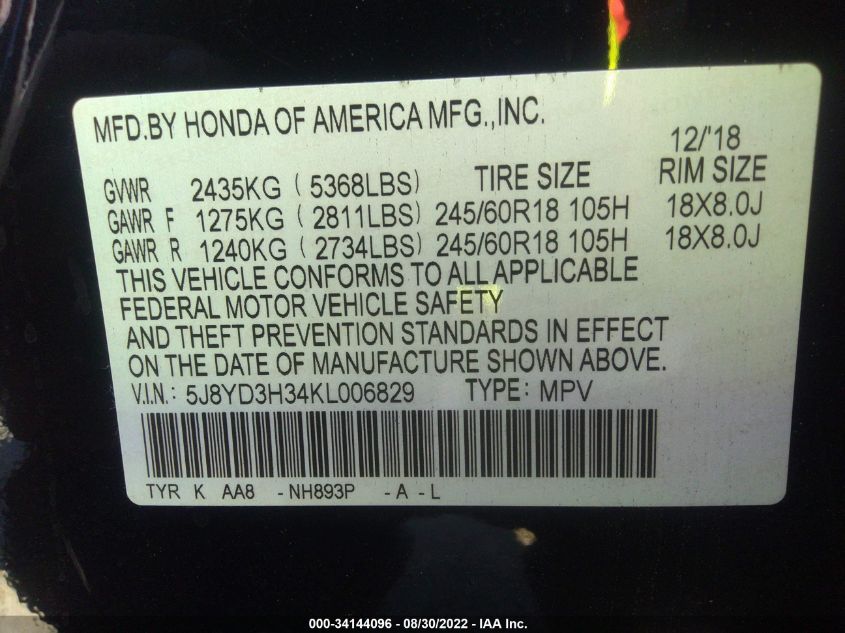 MFD.BY HONDA OF AMERICA MFG.,INC.
12/'18
GVWR 2435KG ( 5368LBS) TIRE SIZE RIM SIZE
GAWR F 1275KG ( 2811LBS) 245/60R18 105H 18X8.0J
GAWR R 1240KG ( 2734LBS) 245/60R18 105H 18X8.0J
THIS VEHICLE CONFORMS TO ALL APPLICABLE
FEDERAL MOTOR VEHICLE SAFETY
AND THEFT PREVENTION STANDARDS IN EFFECT
ON THE DATE OF MANUFACTURE SHOWN ABOVE.
V.I.N.: 5J8YD3H34KL006829 TYPE: MPV
TYR K AA8 - NH893P - A - L
000-34144096 - 08/30/2022 - IAA Inc.